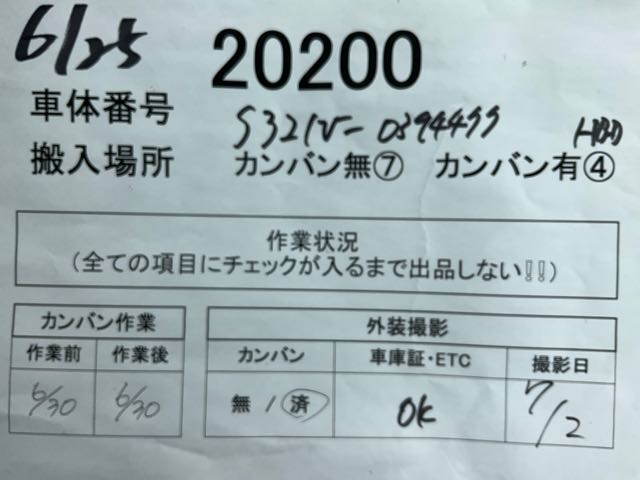 6/25 20200
車体番号 S321V-0394499 HBD
搬入場所 カンバン無⑦ カンバン有④
作業状況
(全ての項目にチェックが入るまで出品しない!!)
カンバン作業 外装撮影
作業前 作業後 カンバン 車庫証・ETC 撮影日
6/30 6/30 無 / 済 OK 7/2